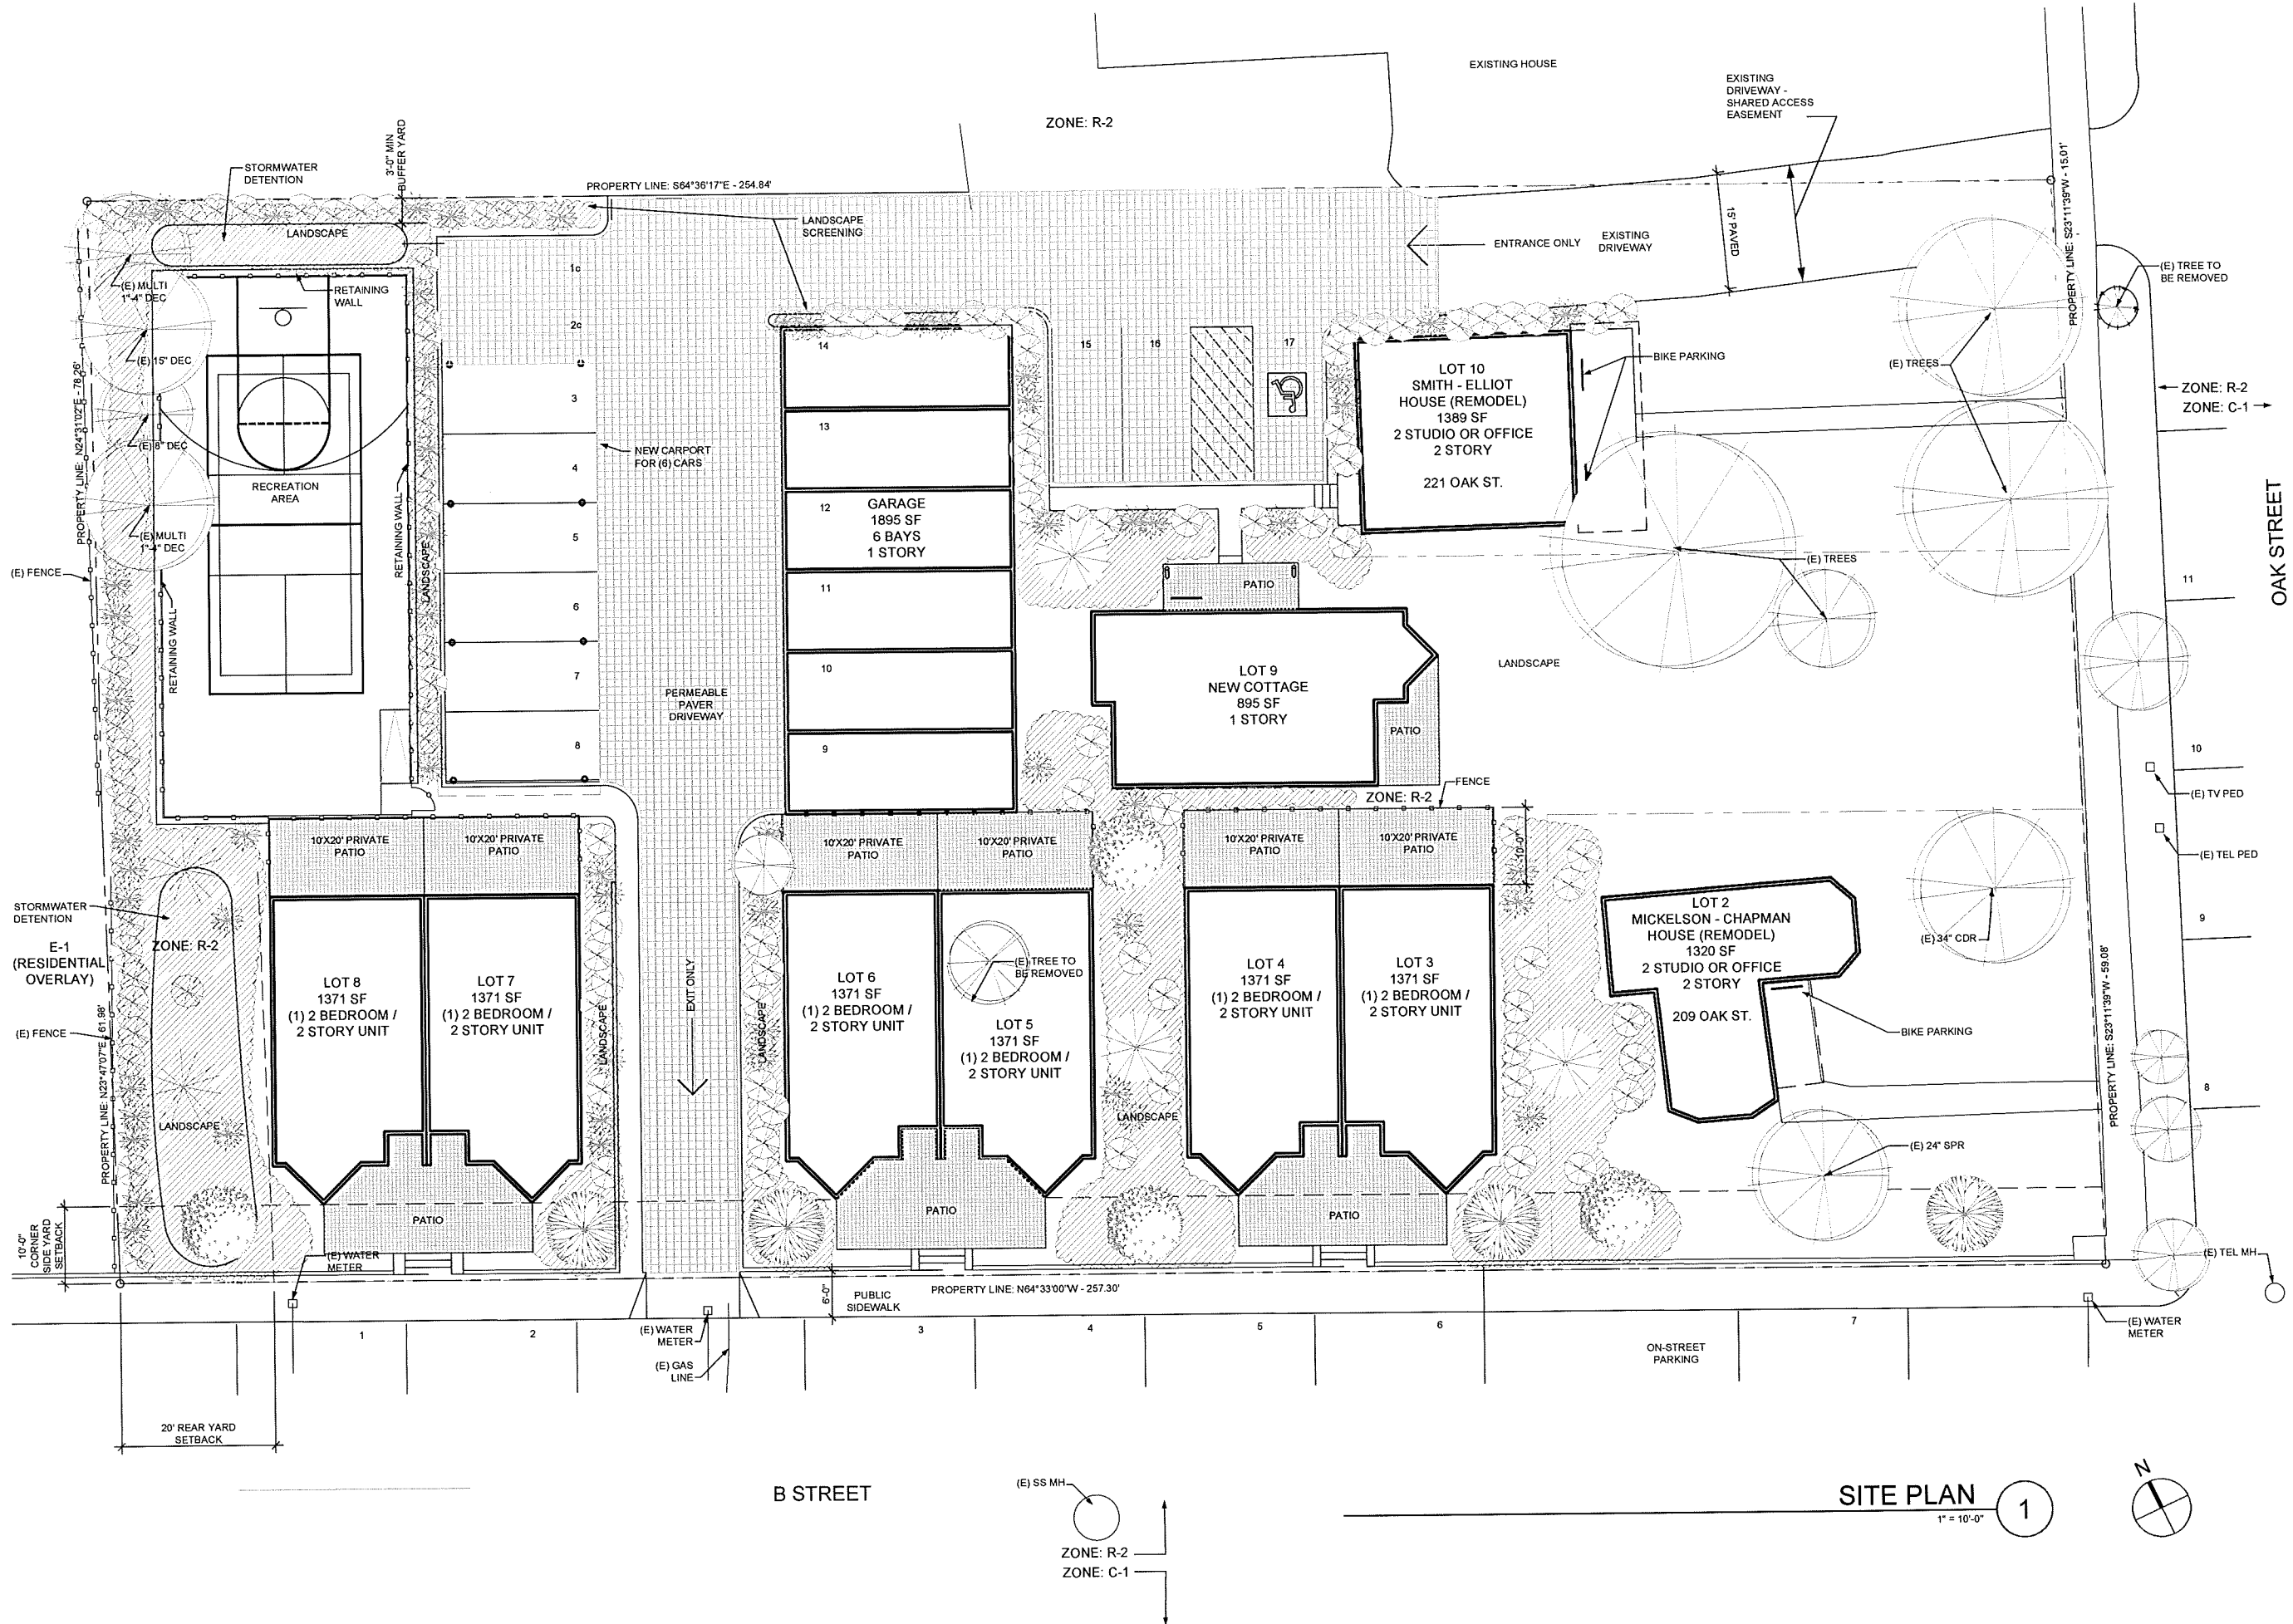 EXISTING HOUSE
EXISTING
DRIVEWAY -
SHARED ACCESS
EASEMENT
ZONE: R-2
3'-0" MIN
BUFFER YARD
STORMWATER
DETENTION
PROPERTY LINE: S64°36'17"E - 254.84'
PROPERTY LINE: S23°11'39"W - 15.01'
LANDSCAPE
LANDSCAPE
SCREENING
15' PAVED
ENTRANCE ONLY
EXISTING
DRIVEWAY
(E) TREE TO
BE REMOVED
1c
2c
3
4
5
6
7
8
(E) MULTI
1"-4" DEC
RETAINING
WALL
(E) 15" DEC
(E) 8" DEC
(E) MULTI
1"-4" DEC
PROPERTY LINE: N24°31'02"E - 78.26'
RECREATION
AREA
RETAINING WALL
RETAINING WALL
LANDSCAPE
(E) FENCE
NEW CARPORT
FOR (6) CARS
14
13
12
11
10
9
GARAGE
1895 SF
6 BAYS
1 STORY
15
16
17
LOT 10
SMITH - ELLIOT
HOUSE (REMODEL)
1389 SF
2 STUDIO OR OFFICE
2 STORY
221 OAK ST.
BIKE PARKING
(E) TREES
ZONE: R-2
ZONE: C-1
OAK STREET
(E) TREES
PATIO
LOT 9
NEW COTTAGE
895 SF
1 STORY
PATIO
LANDSCAPE
PERMEABLE
PAVER
DRIVEWAY
FENCE
ZONE: R-2
11
10
(E) TV PED
(E) TEL PED
9
8
10'X20' PRIVATE
PATIO
10'X20' PRIVATE
PATIO
10'X20' PRIVATE
PATIO
10'X20' PRIVATE
PATIO
10'X20' PRIVATE
PATIO
10'X20' PRIVATE
PATIO
10'-0"
STORMWATER
DETENTION
E-1
(RESIDENTIAL
OVERLAY)
ZONE: R-2
(E) FENCE
PROPERTY LINE: N23°47'07"E - 61.98'
LANDSCAPE
LOT 8
1371 SF
(1) 2 BEDROOM /
2 STORY UNIT
LOT 7
1371 SF
(1) 2 BEDROOM /
2 STORY UNIT
LANDSCAPE
EXIT ONLY
LANDSCAPE
LOT 6
1371 SF
(1) 2 BEDROOM /
2 STORY UNIT
(E) TREE TO
BE REMOVED
LOT 5
1371 SF
(1) 2 BEDROOM /
2 STORY UNIT
LANDSCAPE
LOT 4
1371 SF
(1) 2 BEDROOM /
2 STORY UNIT
LOT 3
1371 SF
(1) 2 BEDROOM /
2 STORY UNIT
LOT 2
MICKELSON - CHAPMAN
HOUSE (REMODEL)
1320 SF
2 STUDIO OR OFFICE
2 STORY
209 OAK ST.
(E) 34" CDR
BIKE PARKING
(E) 24" SPR
PROPERTY LINE: S23°11'39"W - 59.08'
PATIO
PATIO
PATIO
10'-0"
CORNER
SIDE YARD
SETBACK
(E) WATER
METER
(E) TEL MH
6'-0"
PUBLIC
SIDEWALK
PROPERTY LINE: N64°33'00"W - 257.30'
1
2
(E) WATER
METER
(E) GAS
LINE
3
4
5
6
7
ON-STREET
PARKING
(E) WATER
METER
20' REAR YARD
SETBACK
B STREET
(E) SS MH
ZONE: R-2
ZONE: C-1
SITE PLAN
1" = 10'-0"
1
N